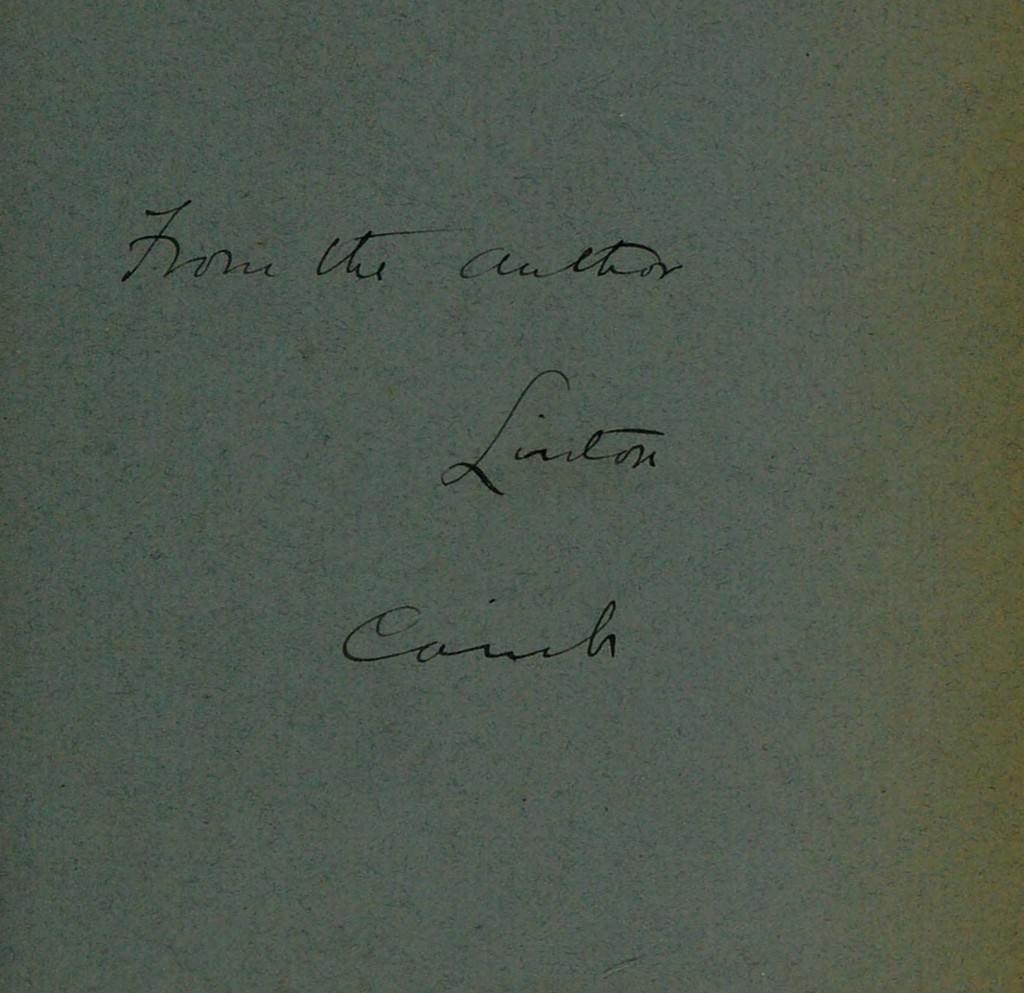 From the author
Linton
Camb